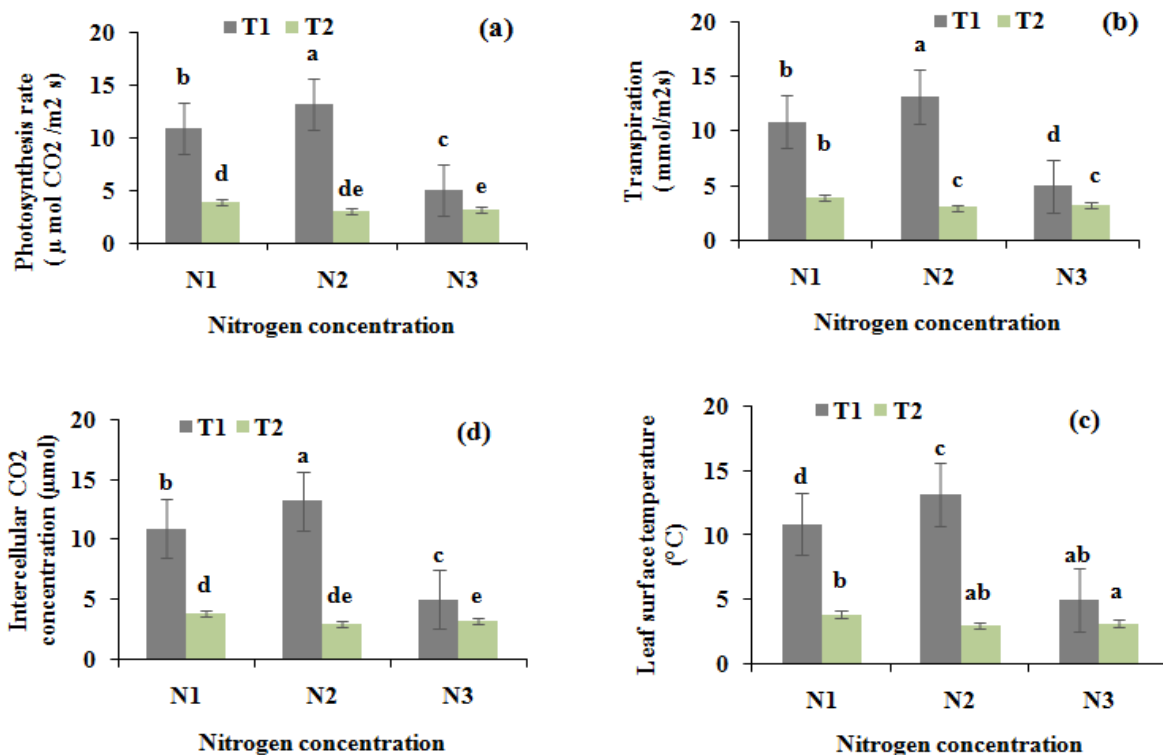 T1 T2 (a)
20
15
10
5
0
Photosynthesis rate
( μ mol CO2 /m2 s)
b
d
a
de
c
e
N1 N2 N3
Nitrogen concentration
T1 T2 (b)
20
15
10
5
0
Transpiration
( mmol/m2s)
b
b
a
c
d
c
N1 N2 N3
Nitrogen concentration
T1 T2 (d)
20
15
10
5
0
Intercellular CO2
concentration (μmol)
b
d
a
de
c
e
N1 N2 N3
Nitrogen concentration
T1 T2 (c)
20
15
10
5
0
Leaf surface temperature
(°C)
d
b
c
ab
ab
a
N1 N2 N3
Nitrogen concentration